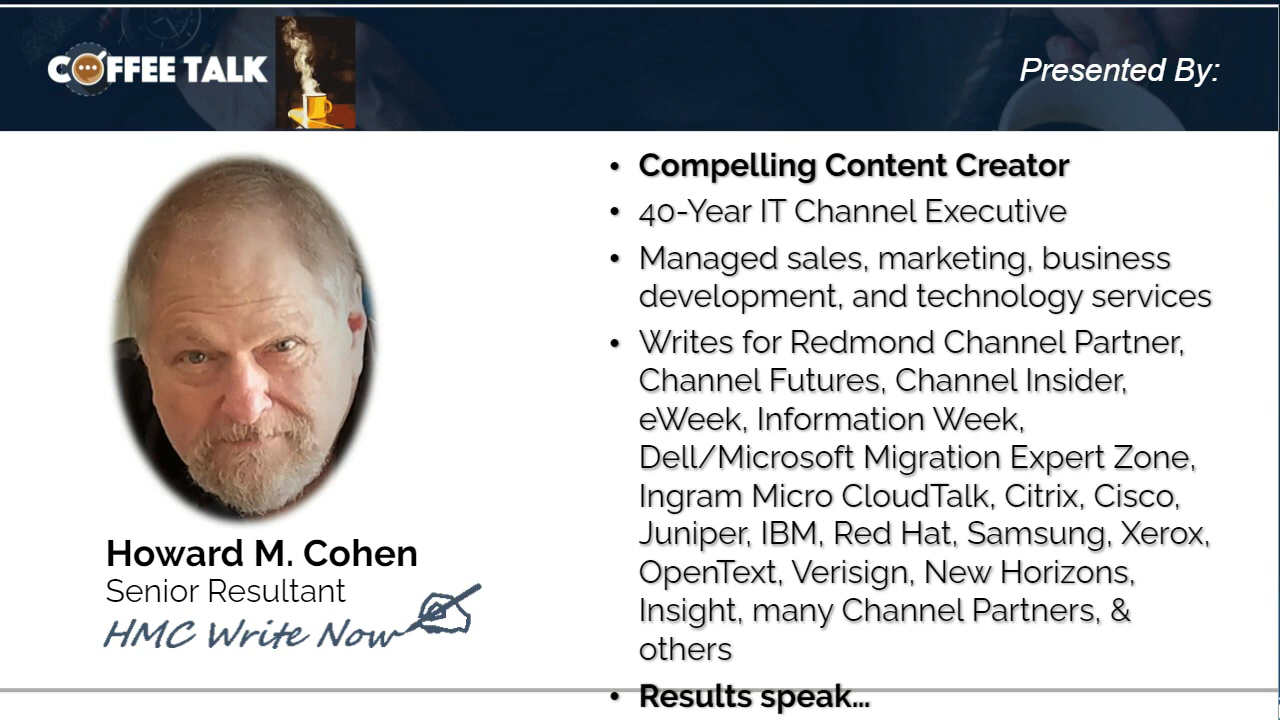 COFFEE TALK
Presented By:
Howard M. Cohen
Senior Resultant
HMC Write Now
• Compelling Content Creator
• 40-Year IT Channel Executive
• Managed sales, marketing, business
development, and technology services
• Writes for Redmond Channel Partner,
Channel Futures, Channel Insider,
eWeek, Information Week,
Dell/Microsoft Migration Expert Zone,
Ingram Micro CloudTalk, Citrix, Cisco,
Juniper, IBM, Red Hat, Samsung, Xerox,
OpenText, Verisign, New Horizons,
Insight, many Channel Partners, &
others
• Results speak…